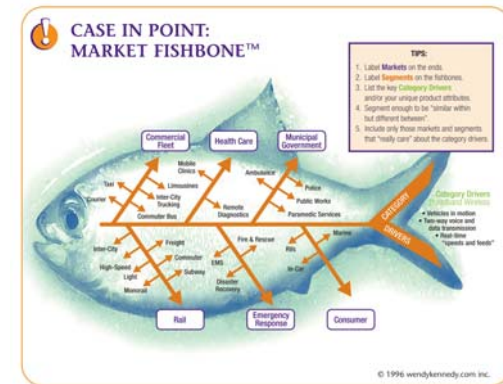 CASE IN POINT:
MARKET FISHBONE™
TIPS:
1. Label Markets on the ends.
2. Label Segments on the fishbones.
3. List the key Category Drivers
and/or your unique product attributes.
4. Segment enough to be "similar within
but different between".
5. Include only those markets and segments
that "really care" about the category drivers.
Commercial
Fleet
Health Care
Municipal
Government
Mobile
Clinics
Ambulance
Taxi
Limousines
Police
Courier
Inter-City
Trucking
Public Works
Commuter Bus
Remote
Diagnostics
Paramedic Services
CATEGORY
DRIVERS
Category Drivers
Wireless
• Vehicles in motion
• Two-way voice and
data transmission
• Real-time
"speeds and feeds"
Inter-City
Freight
Fire & Rescue
Marine
High-Speed
Commuter
EMS
RVs
Light
Subway
Disaster
Recovery
In-Car
Monorail
Rail
Emergency
Response
Consumer
© 1996 wendykennedy.com inc.